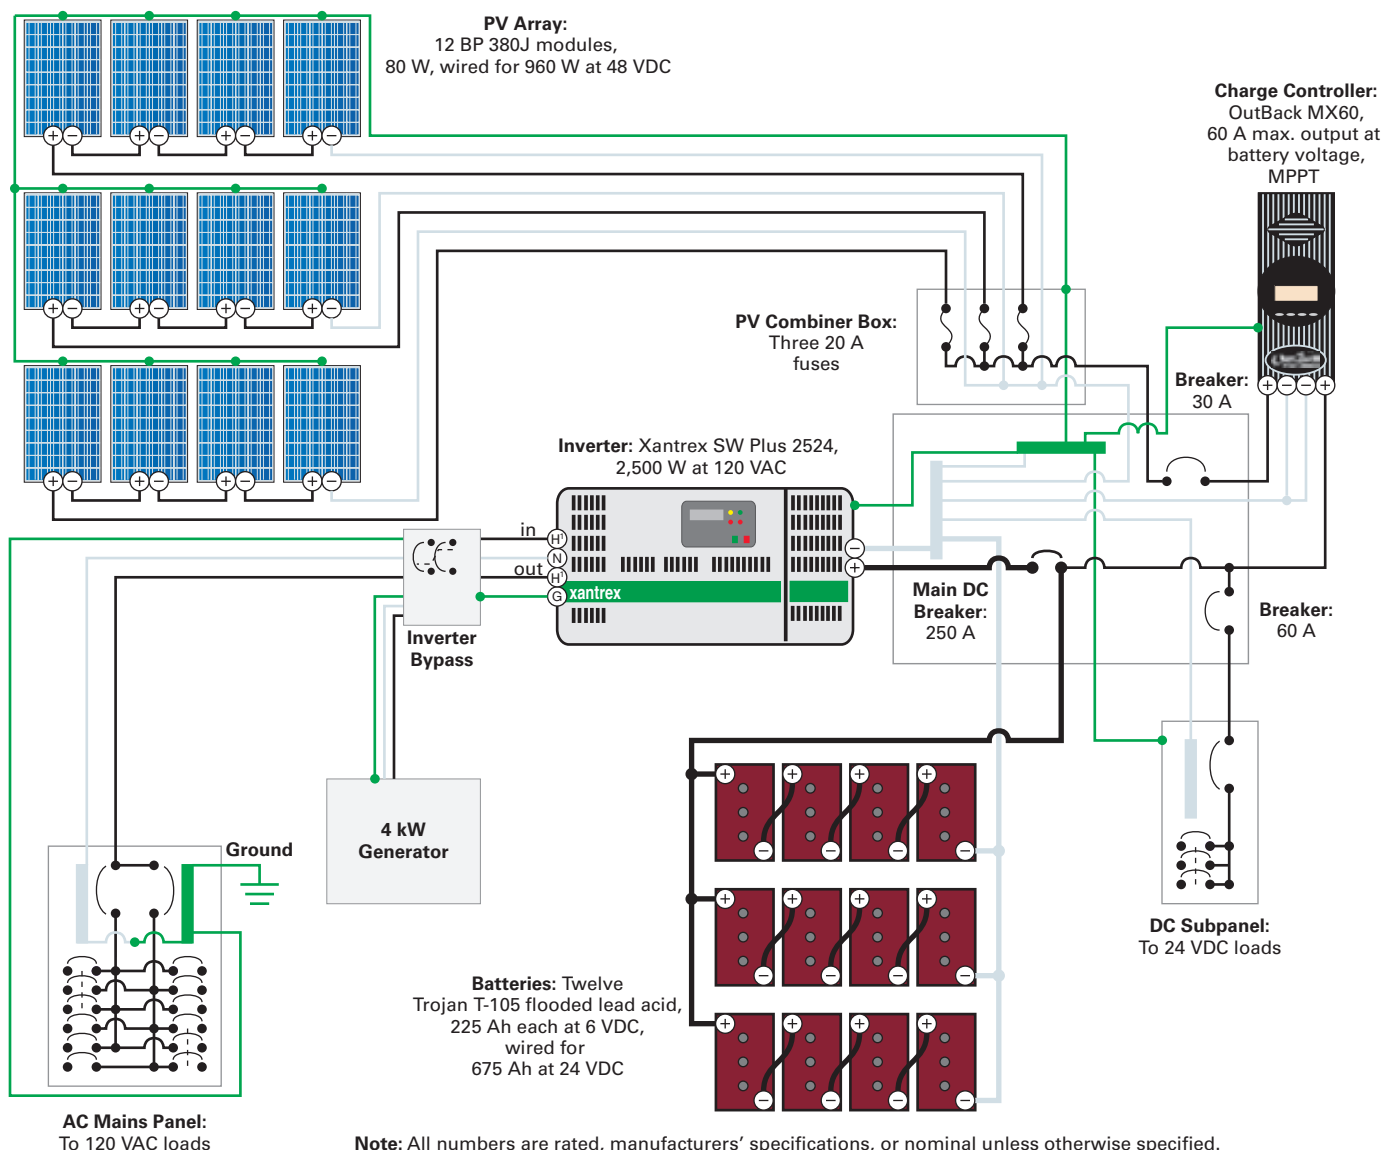 PV Array:
12 BP 380J modules,
80 W, wired for 960 W at 48 VDC
Charge Controller:
OutBack MX60,
60 A max. output at
battery voltage,
MPPT
PV Combiner Box:
Three 20 A
fuses
Breaker:
30 A
Inverter: Xantrex SW Plus 2524,
2,500 W at 120 VAC
in
H¹
N
out
H¹
G
xantrex
Inverter
Bypass
Main DC
Breaker:
250 A
Breaker:
60 A
4 kW
Generator
Ground
DC Subpanel:
To 24 VDC loads
Batteries: Twelve
Trojan T-105 flooded lead acid,
225 Ah each at 6 VDC,
wired for
675 Ah at 24 VDC
AC Mains Panel:
To 120 VAC loads
Note: All numbers are rated, manufacturers’ specifications, or nominal unless otherwise specified.